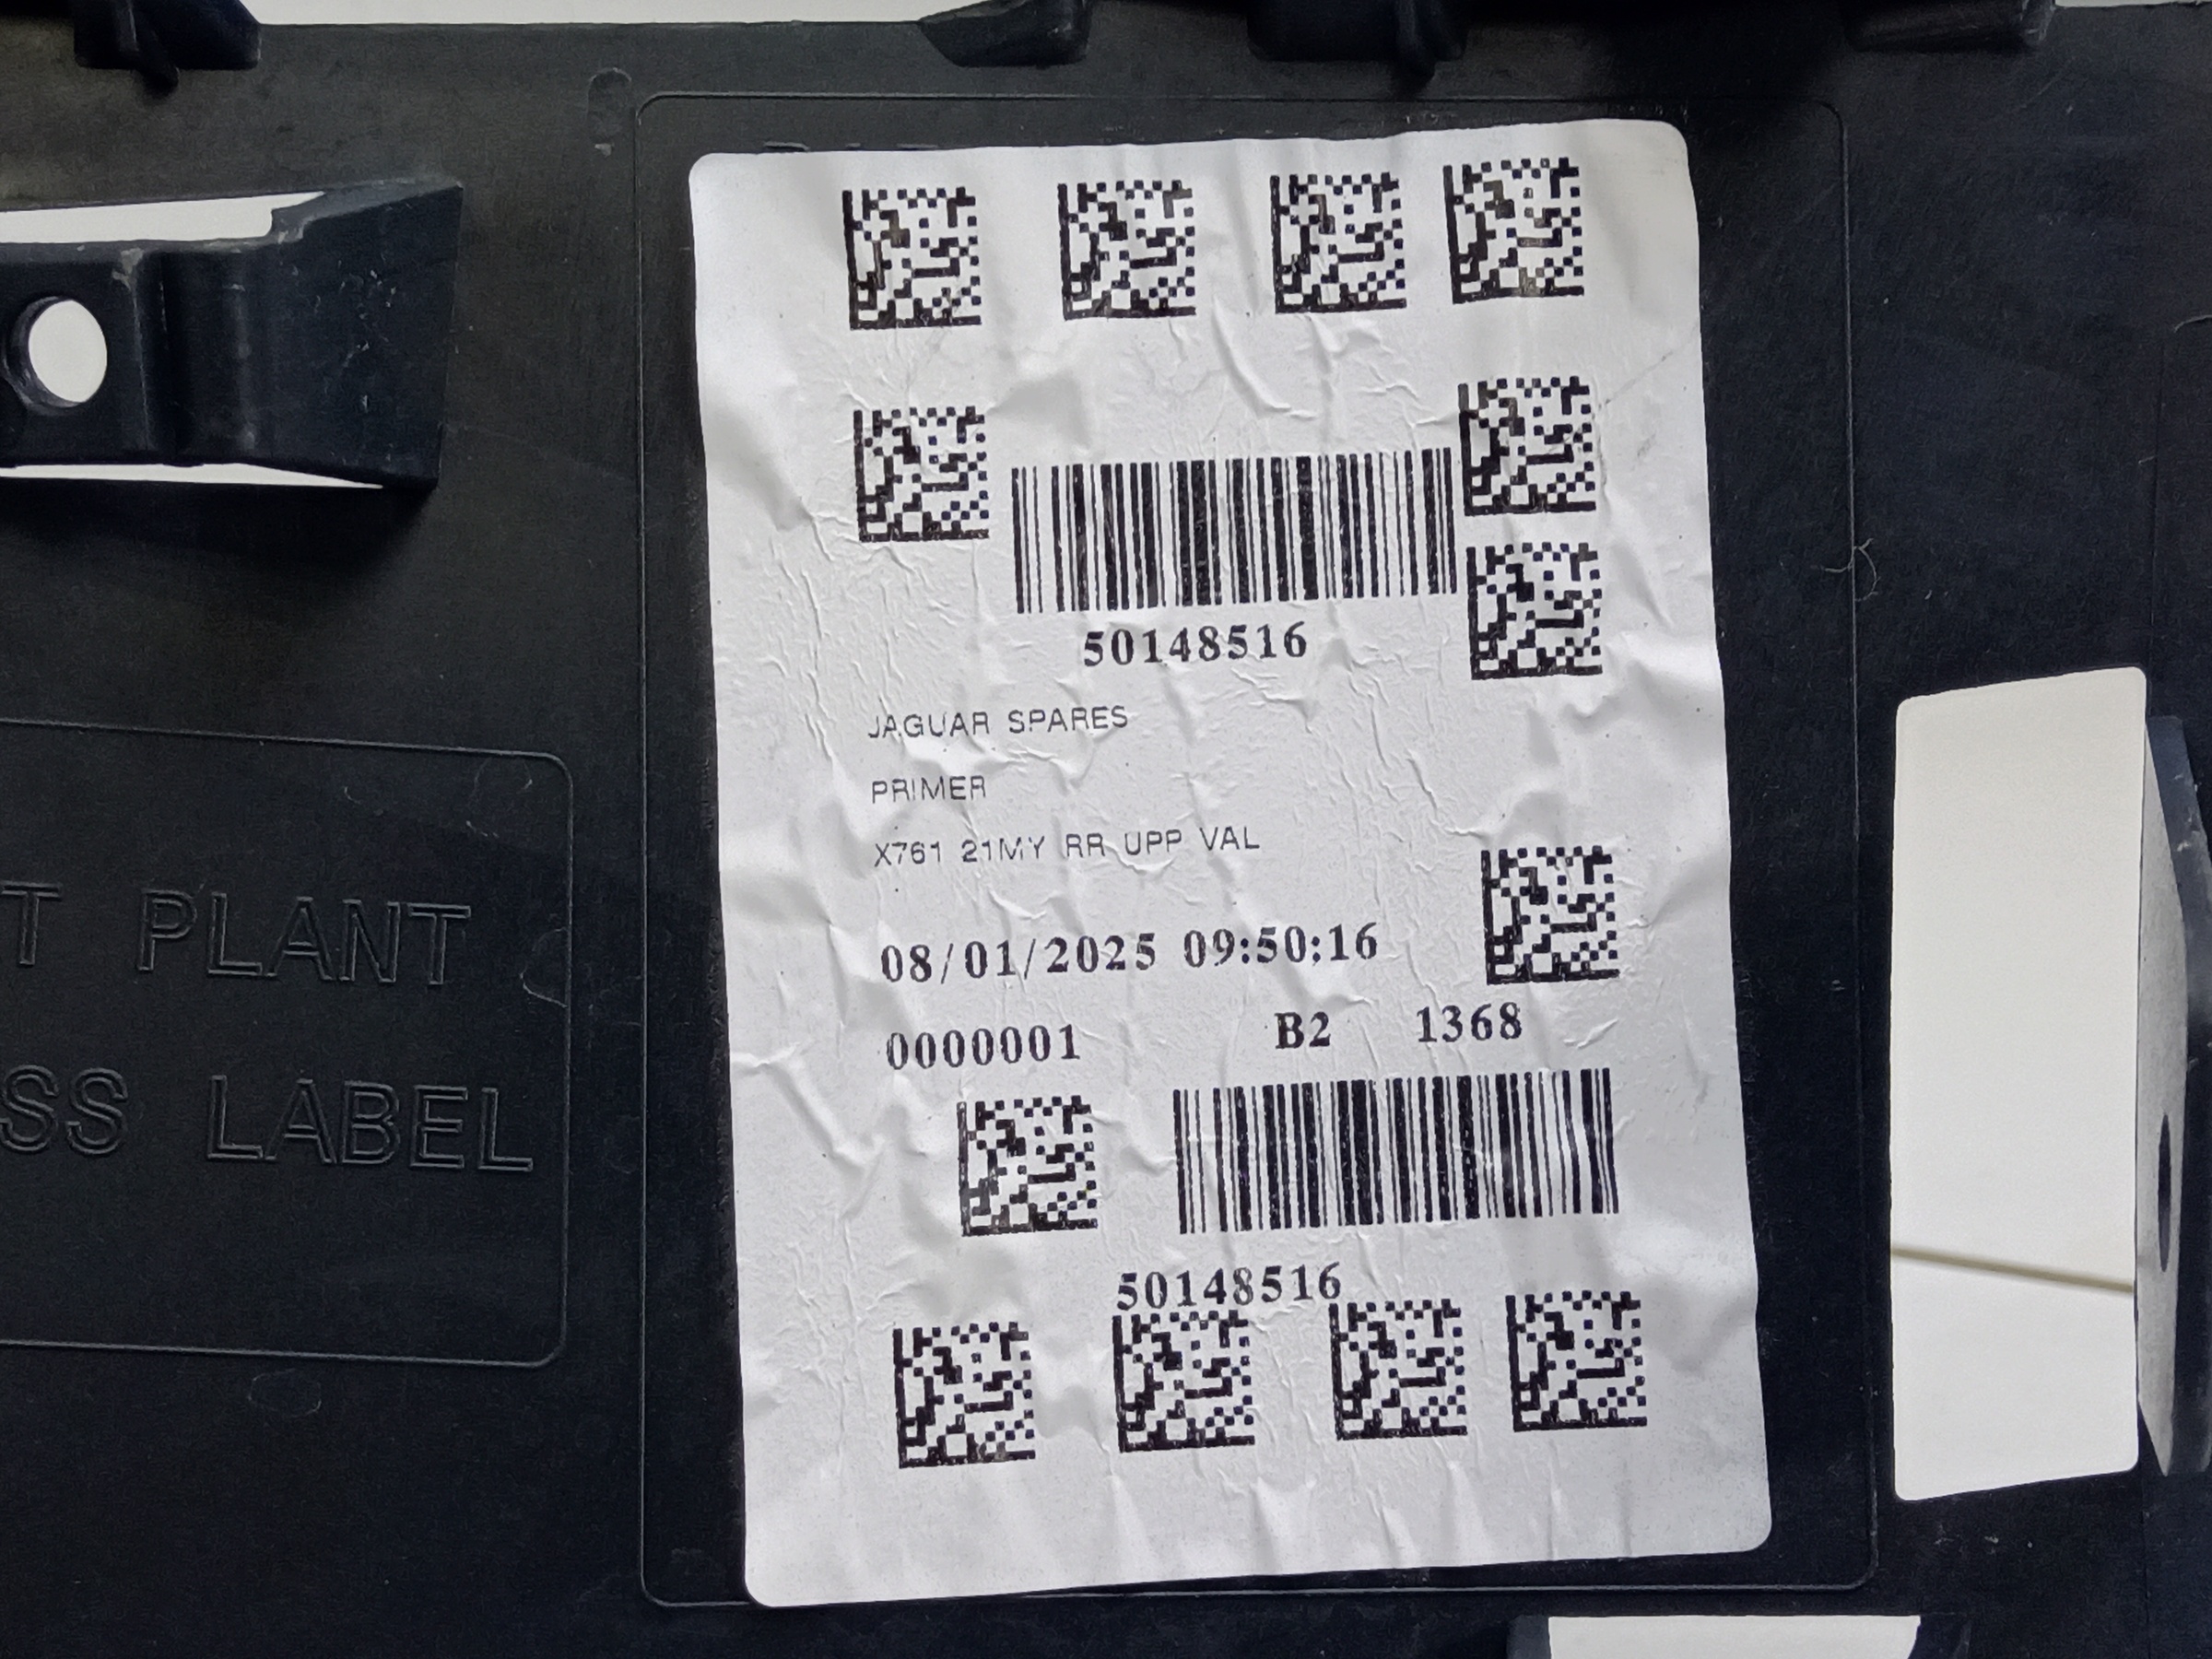 50148516
JAGUAR SPARES
PRIMER
X761 21MY RR UPP VAL
08/01/2025 09:50:16
0000001 B2 1368
50148516
PLANT
LABEL